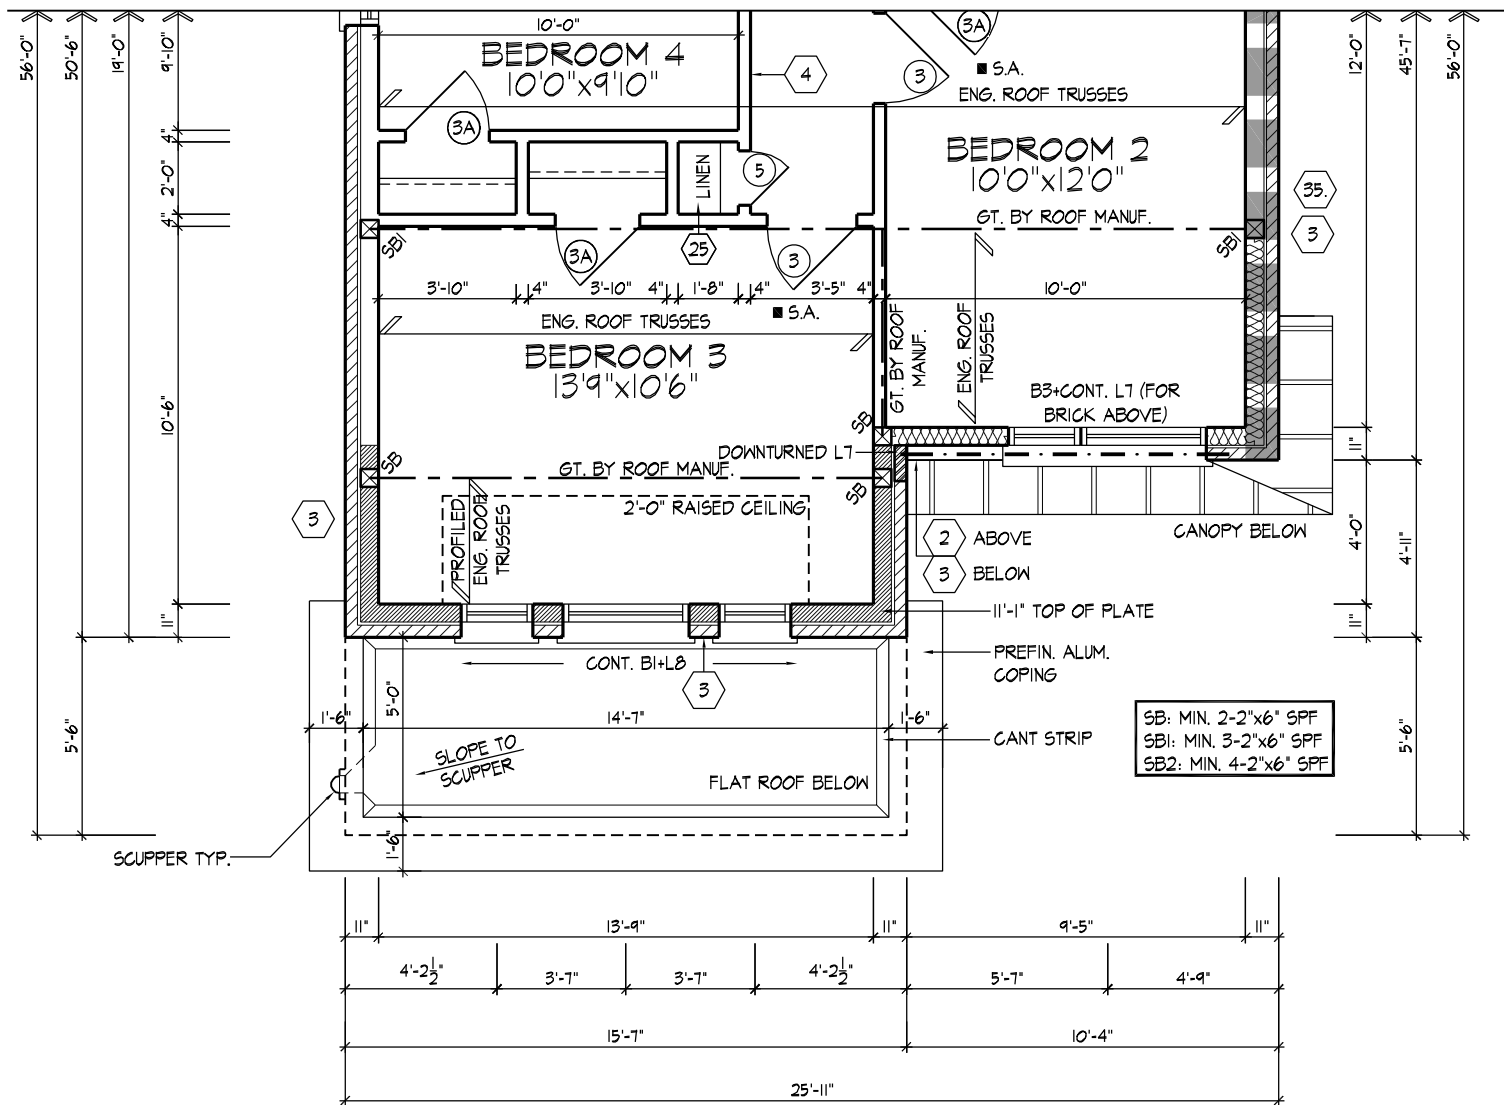 10'-0"
BEDROOM 4
10'0"x9'10"
3A
4
3A
3
S.A.
ENG. ROOF TRUSSES
3A
BEDROOM 2
10'0"x12'0"
LINEN
5
35.
3
GT. BY ROOF MANUF.
SB1
25
3A
3
SB1
3'-10"
4"
3'-10"
4"
1'-8"
4"
3'-5"
4"
10'-0"
S.A.
ENG. ROOF TRUSSES
BEDROOM 3
13'9"x10'6"
GT. BY ROOF
MANUF.
ENG. ROOF
TRUSSES
B3+CONT. L7 (FOR
BRICK ABOVE)
SB
DOWNTURNED L7
SB
GT. BY ROOF MANUF.
SB
2'-0" RAISED CEILING
PROFILED
ENG. ROOF
TRUSSES
3
2 ABOVE
3 BELOW
CANOPY BELOW
11'-1" TOP OF PLATE
PREFIN. ALUM.
COPING
CONT. B1+L8
3
1'-6"
5'-0"
14'-7"
1'-6"
SLOPE TO
SCUPPER
FLAT ROOF BELOW
CANT STRIP
1'-6"
SCUPPER TYP.
SB: MIN. 2-2"x6" SPF
SB1: MIN. 3-2"x6" SPF
SB2: MIN. 4-2"x6" SPF
56'-0"
50'-6"
19'-0"
9'-10"
4"
2'-0"
4"
10'-6"
11"
5'-6"
12'-0"
45'-7"
56'-0"
11"
4'-0"
4'-11"
11"
5'-6"
11"
13'-9"
11"
9'-5"
11"
4'-2½"
3'-7"
3'-7"
4'-2½"
5'-7"
4'-9"
15'-7"
10'-4"
25'-11"